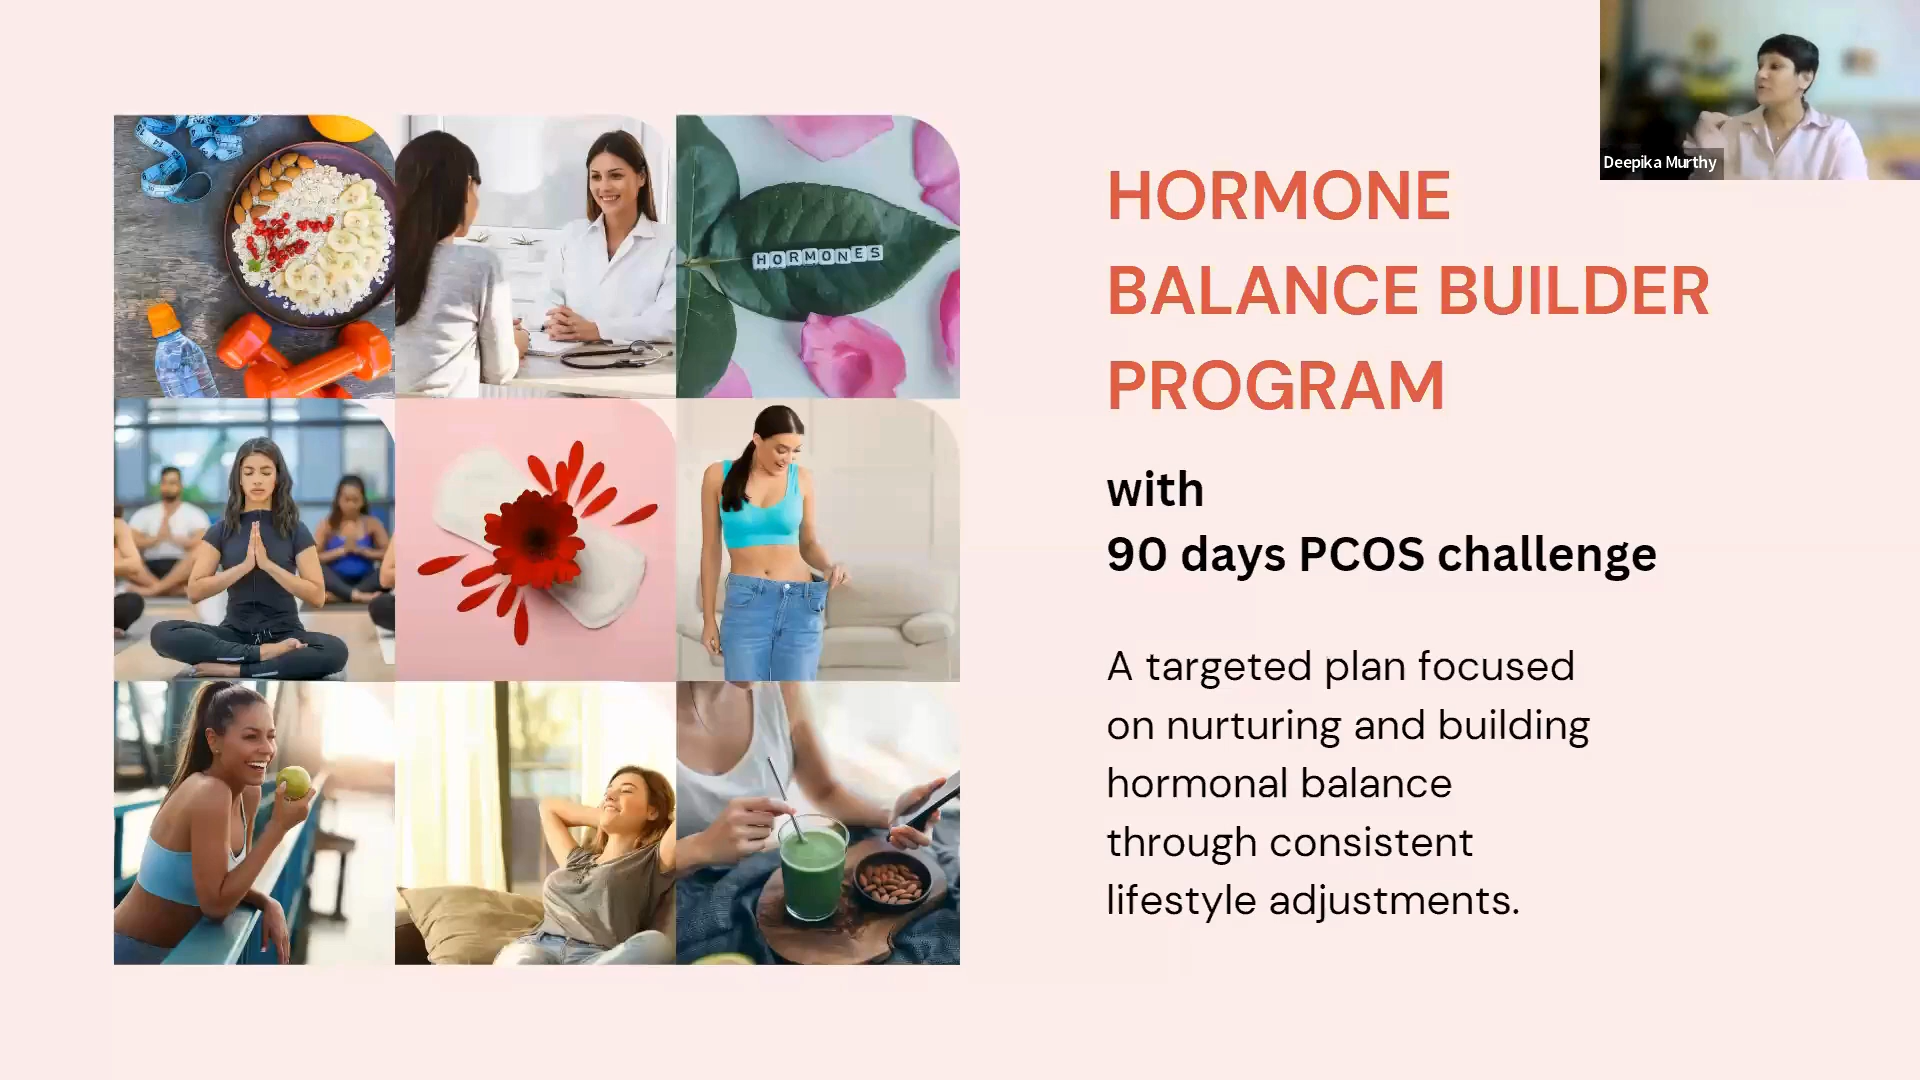 Deepika Murthy
HORMONES
HORMONE
BALANCE BUILDER
PROGRAM
with
90 days PCOS challenge
A targeted plan focused
on nurturing and building
hormonal balance
through consistent
lifestyle adjustments.